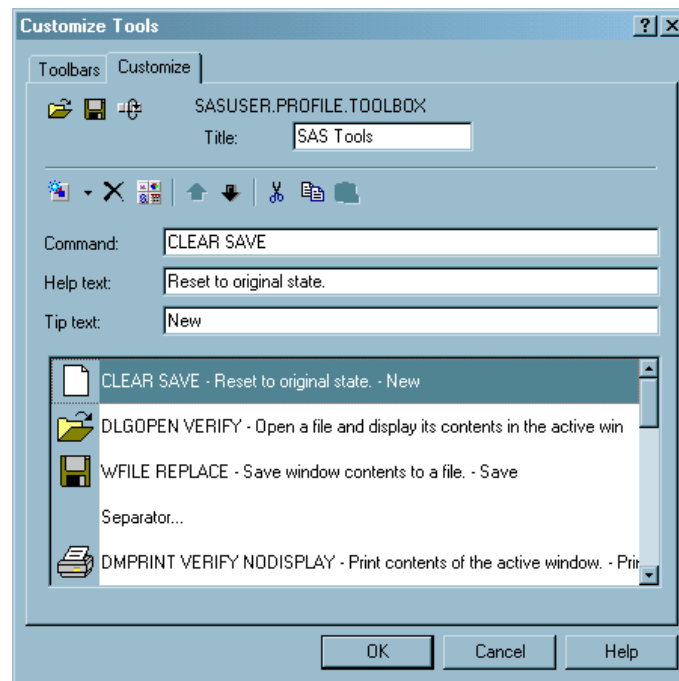 Customize Tools
Toolbars Customize
SASUSER.PROFILE.TOOLBOX
Title: SAS Tools
Command: CLEAR SAVE
Help text: Reset to original state.
Tip text: New
CLEAR SAVE - Reset to original state. - New
DLGOPEN VERIFY - Open a file and display its contents in the active win
WFILE REPLACE - Save window contents to a file. - Save
Separator...
DMPRINT VERIFY NODISPLAY - Print contents of the active window. - Prin
OK Cancel Help